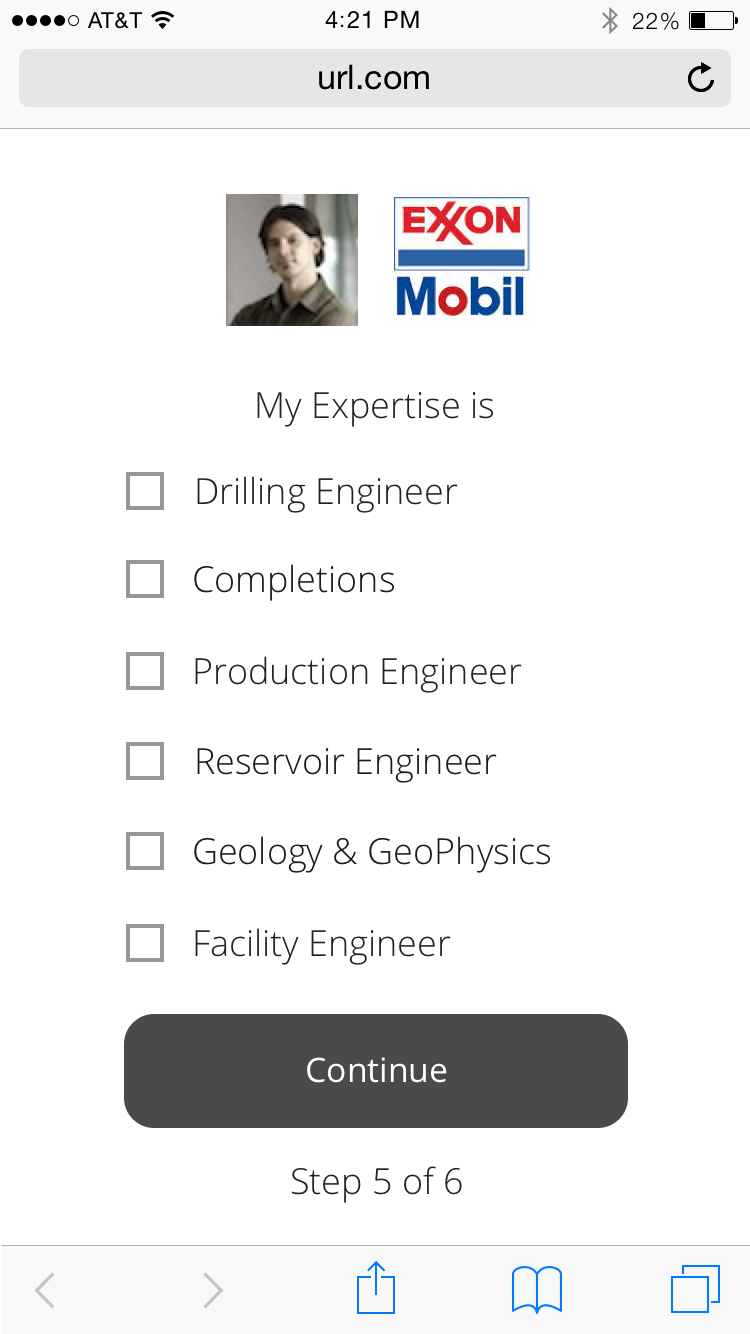 AT&T 4:21 PM 22%
url.com
EXXON
Mobil
My Expertise is
Drilling Engineer
Completions
Production Engineer
Reservoir Engineer
Geology & GeoPhysics
Facility Engineer
Continue
Step 5 of 6